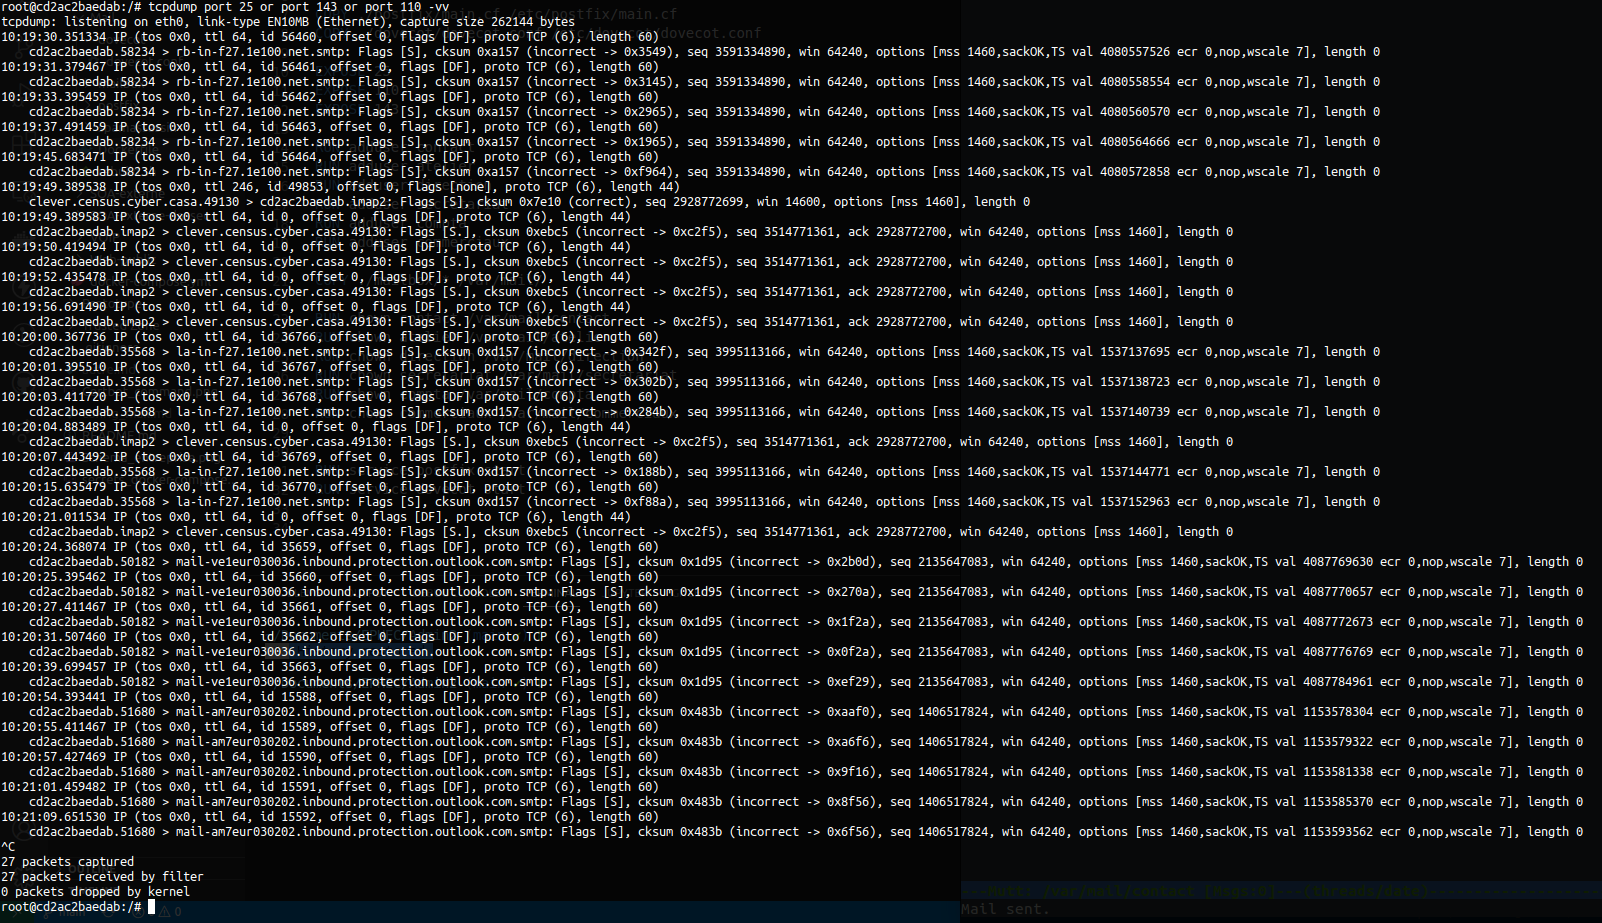 root@cd2ac2baedab:/# tcpdump port 25 or port 143 or port 110 -vv
tcpdump: listening on eth0, link-type EN10MB (Ethernet), capture size 262144 bytes
10:19:30.351334 IP (tos 0x0, ttl 64, id 56460, offset 0, flags [DF], proto TCP (6), length 60)
    cd2ac2baedab.58234 > rb-in-f27.1e100.net.smtp: Flags [S], cksum 0xa157 (incorrect -> 0x3549), seq 3591334890, win 64240, options [mss 1460,sackOK,TS val 4080557526 ecr 0,nop,wscale 7], length 0
10:19:31.379467 IP (tos 0x0, ttl 64, id 56461, offset 0, flags [DF], proto TCP (6), length 60)
    cd2ac2baedab.58234 > rb-in-f27.1e100.net.smtp: Flags [S], cksum 0xa157 (incorrect -> 0x3145), seq 3591334890, win 64240, options [mss 1460,sackOK,TS val 4080558554 ecr 0,nop,wscale 7], length 0
10:19:33.395459 IP (tos 0x0, ttl 64, id 56462, offset 0, flags [DF], proto TCP (6), length 60)
    cd2ac2baedab.58234 > rb-in-f27.1e100.net.smtp: Flags [S], cksum 0xa157 (incorrect -> 0x2965), seq 3591334890, win 64240, options [mss 1460,sackOK,TS val 4080560570 ecr 0,nop,wscale 7], length 0
10:19:37.491459 IP (tos 0x0, ttl 64, id 56463, offset 0, flags [DF], proto TCP (6), length 60)
    cd2ac2baedab.58234 > rb-in-f27.1e100.net.smtp: Flags [S], cksum 0xa157 (incorrect -> 0x1965), seq 3591334890, win 64240, options [mss 1460,sackOK,TS val 4080564666 ecr 0,nop,wscale 7], length 0
10:19:45.683471 IP (tos 0x0, ttl 64, id 56464, offset 0, flags [DF], proto TCP (6), length 60)
    cd2ac2baedab.58234 > rb-in-f27.1e100.net.smtp: Flags [S], cksum 0xa157 (incorrect -> 0xf964), seq 3591334890, win 64240, options [mss 1460,sackOK,TS val 4080572858 ecr 0,nop,wscale 7], length 0
10:19:49.389538 IP (tos 0x0, ttl 246, id 49853, offset 0, flags [none], proto TCP (6), length 44)
    clever.census.cyber.casa.49130 > cd2ac2baedab.imap2: Flags [S], cksum 0x7e10 (correct), seq 2928772699, win 14600, options [mss 1460], length 0
10:19:49.389583 IP (tos 0x0, ttl 64, id 0, offset 0, flags [DF], proto TCP (6), length 44)
    cd2ac2baedab.imap2 > clever.census.cyber.casa.49130: Flags [S.], cksum 0xebc5 (incorrect -> 0xc2f5), seq 3514771361, ack 2928772700, win 64240, options [mss 1460], length 0
10:19:50.419494 IP (tos 0x0, ttl 64, id 0, offset 0, flags [DF], proto TCP (6), length 44)
    cd2ac2baedab.imap2 > clever.census.cyber.casa.49130: Flags [S.], cksum 0xebc5 (incorrect -> 0xc2f5), seq 3514771361, ack 2928772700, win 64240, options [mss 1460], length 0
10:19:52.435478 IP (tos 0x0, ttl 64, id 0, offset 0, flags [DF], proto TCP (6), length 44)
    cd2ac2baedab.imap2 > clever.census.cyber.casa.49130: Flags [S.], cksum 0xebc5 (incorrect -> 0xc2f5), seq 3514771361, ack 2928772700, win 64240, options [mss 1460], length 0
10:19:56.691490 IP (tos 0x0, ttl 64, id 0, offset 0, flags [DF], proto TCP (6), length 44)
    cd2ac2baedab.imap2 > clever.census.cyber.casa.49130: Flags [S.], cksum 0xebc5 (incorrect -> 0xc2f5), seq 3514771361, ack 2928772700, win 64240, options [mss 1460], length 0
10:20:00.367736 IP (tos 0x0, ttl 64, id 36766, offset 0, flags [DF], proto TCP (6), length 60)
    cd2ac2baedab.35568 > la-in-f27.1e100.net.smtp: Flags [S], cksum 0xd157 (incorrect -> 0x342f), seq 3995113166, win 64240, options [mss 1460,sackOK,TS val 1537137695 ecr 0,nop,wscale 7], length 0
10:20:01.395510 IP (tos 0x0, ttl 64, id 36767, offset 0, flags [DF], proto TCP (6), length 60)
    cd2ac2baedab.35568 > la-in-f27.1e100.net.smtp: Flags [S], cksum 0xd157 (incorrect -> 0x302b), seq 3995113166, win 64240, options [mss 1460,sackOK,TS val 1537138723 ecr 0,nop,wscale 7], length 0
10:20:03.411720 IP (tos 0x0, ttl 64, id 36768, offset 0, flags [DF], proto TCP (6), length 60)
    cd2ac2baedab.35568 > la-in-f27.1e100.net.smtp: Flags [S], cksum 0xd157 (incorrect -> 0x284b), seq 3995113166, win 64240, options [mss 1460,sackOK,TS val 1537140739 ecr 0,nop,wscale 7], length 0
10:20:04.883489 IP (tos 0x0, ttl 64, id 0, offset 0, flags [DF], proto TCP (6), length 44)
    cd2ac2baedab.imap2 > clever.census.cyber.casa.49130: Flags [S.], cksum 0xebc5 (incorrect -> 0xc2f5), seq 3514771361, ack 2928772700, win 64240, options [mss 1460], length 0
10:20:07.443492 IP (tos 0x0, ttl 64, id 36769, offset 0, flags [DF], proto TCP (6), length 60)
    cd2ac2baedab.35568 > la-in-f27.1e100.net.smtp: Flags [S], cksum 0xd157 (incorrect -> 0x188b), seq 3995113166, win 64240, options [mss 1460,sackOK,TS val 1537144771 ecr 0,nop,wscale 7], length 0
10:20:15.635479 IP (tos 0x0, ttl 64, id 36770, offset 0, flags [DF], proto TCP (6), length 60)
    cd2ac2baedab.35568 > la-in-f27.1e100.net.smtp: Flags [S], cksum 0xd157 (incorrect -> 0xf88a), seq 3995113166, win 64240, options [mss 1460,sackOK,TS val 1537152963 ecr 0,nop,wscale 7], length 0
10:20:21.011534 IP (tos 0x0, ttl 64, id 0, offset 0, flags [DF], proto TCP (6), length 44)
    cd2ac2baedab.imap2 > clever.census.cyber.casa.49130: Flags [S.], cksum 0xebc5 (incorrect -> 0xc2f5), seq 3514771361, ack 2928772700, win 64240, options [mss 1460], length 0
10:20:24.368074 IP (tos 0x0, ttl 64, id 35659, offset 0, flags [DF], proto TCP (6), length 60)
    cd2ac2baedab.50182 > mail-ve1eur030036.inbound.protection.outlook.com.smtp: Flags [S], cksum 0x1d95 (incorrect -> 0x2b0d), seq 2135647083, win 64240, options [mss 1460,sackOK,TS val 4087769630 ecr 0,nop,wscale 7], length 0
10:20:25.395462 IP (tos 0x0, ttl 64, id 35660, offset 0, flags [DF], proto TCP (6), length 60)
    cd2ac2baedab.50182 > mail-ve1eur030036.inbound.protection.outlook.com.smtp: Flags [S], cksum 0x1d95 (incorrect -> 0x270a), seq 2135647083, win 64240, options [mss 1460,sackOK,TS val 4087770657 ecr 0,nop,wscale 7], length 0
10:20:27.411467 IP (tos 0x0, ttl 64, id 35661, offset 0, flags [DF], proto TCP (6), length 60)
    cd2ac2baedab.50182 > mail-ve1eur030036.inbound.protection.outlook.com.smtp: Flags [S], cksum 0x1d95 (incorrect -> 0x1f2a), seq 2135647083, win 64240, options [mss 1460,sackOK,TS val 4087772673 ecr 0,nop,wscale 7], length 0
10:20:31.507460 IP (tos 0x0, ttl 64, id 35662, offset 0, flags [DF], proto TCP (6), length 60)
    cd2ac2baedab.50182 > mail-ve1eur030036.inbound.protection.outlook.com.smtp: Flags [S], cksum 0x1d95 (incorrect -> 0x0f2a), seq 2135647083, win 64240, options [mss 1460,sackOK,TS val 4087776769 ecr 0,nop,wscale 7], length 0
10:20:39.699457 IP (tos 0x0, ttl 64, id 35663, offset 0, flags [DF], proto TCP (6), length 60)
    cd2ac2baedab.50182 > mail-ve1eur030036.inbound.protection.outlook.com.smtp: Flags [S], cksum 0x1d95 (incorrect -> 0xef29), seq 2135647083, win 64240, options [mss 1460,sackOK,TS val 4087784961 ecr 0,nop,wscale 7], length 0
10:20:54.393441 IP (tos 0x0, ttl 64, id 15588, offset 0, flags [DF], proto TCP (6), length 60)
    cd2ac2baedab.51680 > mail-am7eur030202.inbound.protection.outlook.com.smtp: Flags [S], cksum 0x483b (incorrect -> 0xaaf0), seq 1406517824, win 64240, options [mss 1460,sackOK,TS val 1153578304 ecr 0,nop,wscale 7], length 0
10:20:55.411467 IP (tos 0x0, ttl 64, id 15589, offset 0, flags [DF], proto TCP (6), length 60)
    cd2ac2baedab.51680 > mail-am7eur030202.inbound.protection.outlook.com.smtp: Flags [S], cksum 0x483b (incorrect -> 0xa6f6), seq 1406517824, win 64240, options [mss 1460,sackOK,TS val 1153579322 ecr 0,nop,wscale 7], length 0
10:20:57.427469 IP (tos 0x0, ttl 64, id 15590, offset 0, flags [DF], proto TCP (6), length 60)
    cd2ac2baedab.51680 > mail-am7eur030202.inbound.protection.outlook.com.smtp: Flags [S], cksum 0x483b (incorrect -> 0x9f16), seq 1406517824, win 64240, options [mss 1460,sackOK,TS val 1153581338 ecr 0,nop,wscale 7], length 0
10:21:01.459482 IP (tos 0x0, ttl 64, id 15591, offset 0, flags [DF], proto TCP (6), length 60)
    cd2ac2baedab.51680 > mail-am7eur030202.inbound.protection.outlook.com.smtp: Flags [S], cksum 0x483b (incorrect -> 0x8f56), seq 1406517824, win 64240, options [mss 1460,sackOK,TS val 1153585370 ecr 0,nop,wscale 7], length 0
10:21:09.651530 IP (tos 0x0, ttl 64, id 15592, offset 0, flags [DF], proto TCP (6), length 60)
    cd2ac2baedab.51680 > mail-am7eur030202.inbound.protection.outlook.com.smtp: Flags [S], cksum 0x483b (incorrect -> 0x6f56), seq 1406517824, win 64240, options [mss 1460,sackOK,TS val 1153593562 ecr 0,nop,wscale 7], length 0
^C
27 packets captured
27 packets received by filter
0 packets dropped by kernel
root@cd2ac2baedab:/#
Mail sent.